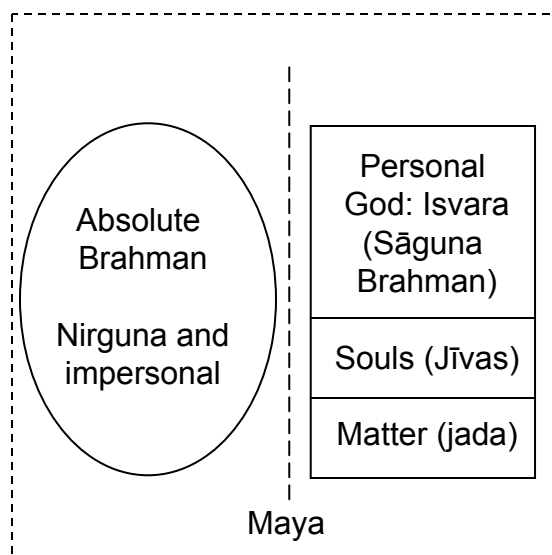 Absolute
Brahman
Nirguna and
impersonal
Personal
God: Isvara
(Sāguna
Brahman)
Souls (Jīvas)
Matter (jada)
Maya